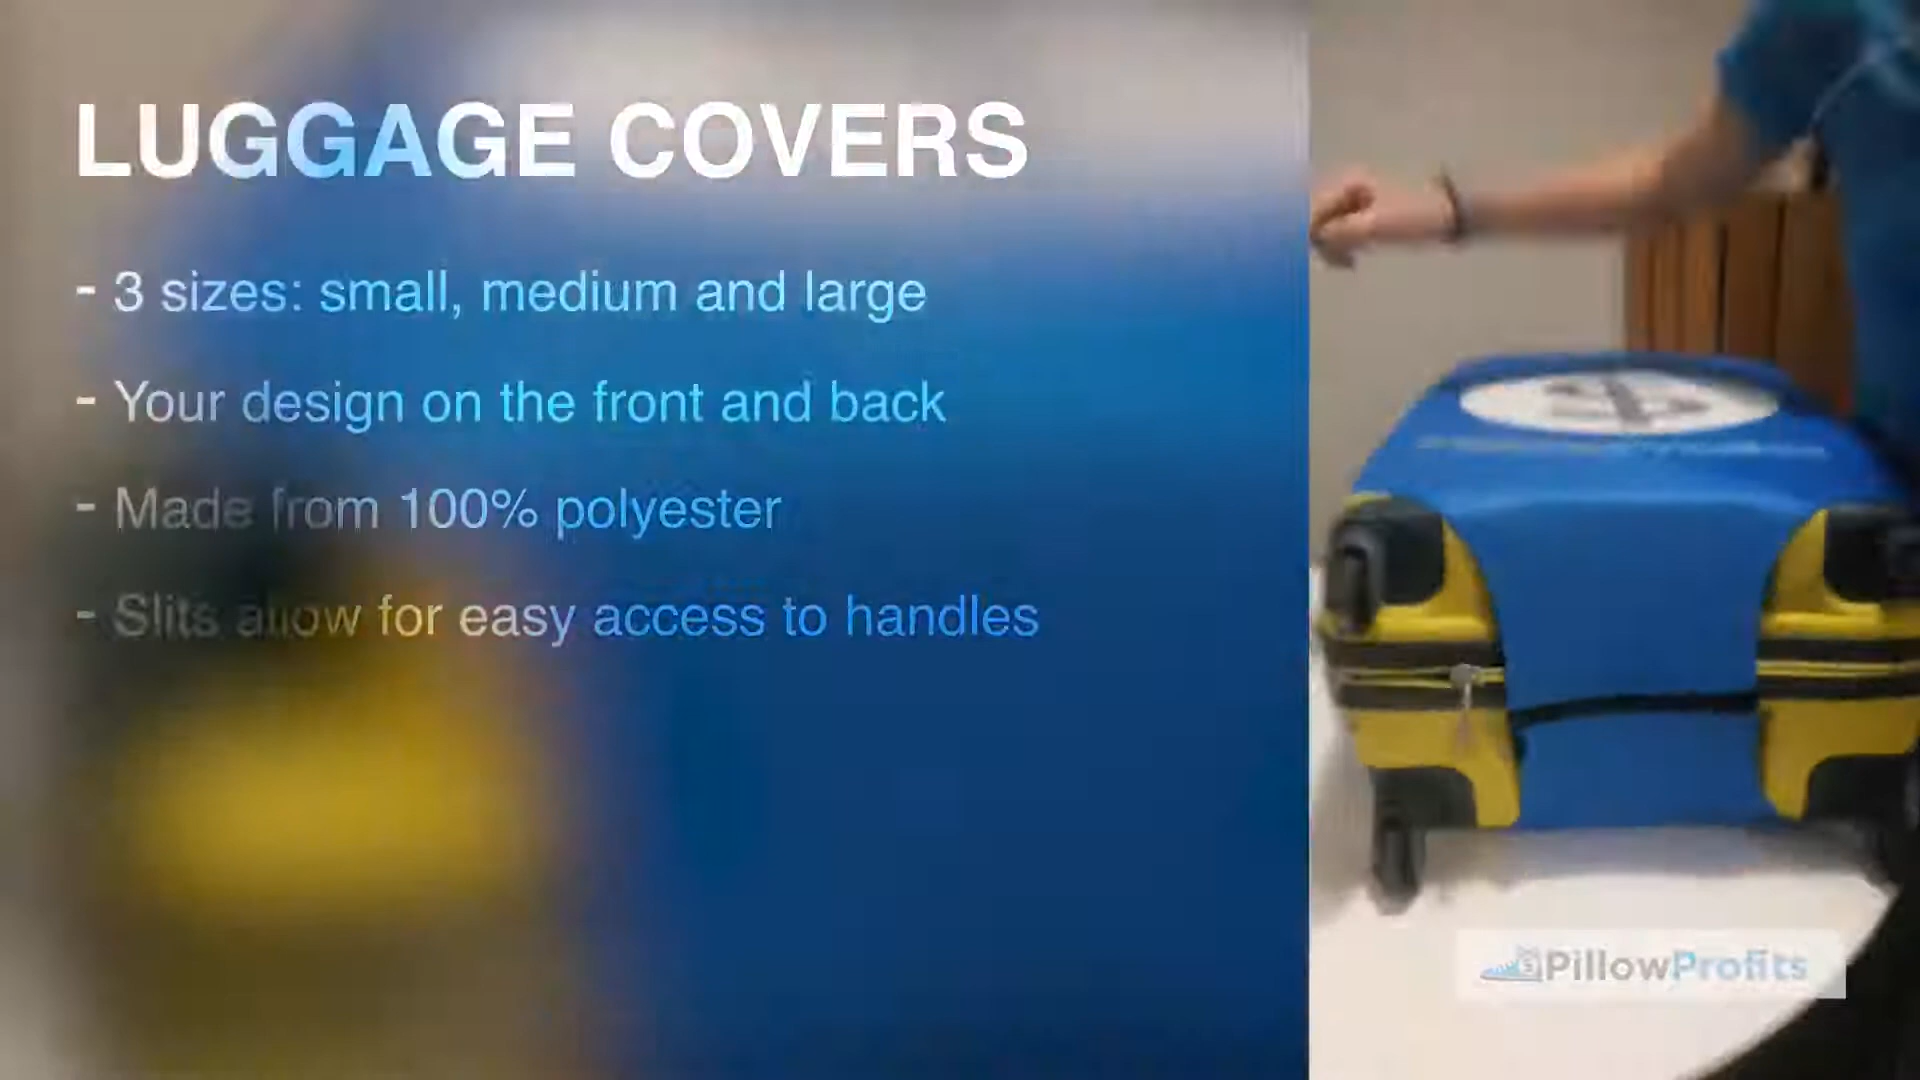 LUGGAGE COVERS
- 3 sizes: small, medium and large
- Your design on the front and back
- Made from 100% polyester
- Slits allow for easy access to handles
PillowProfits